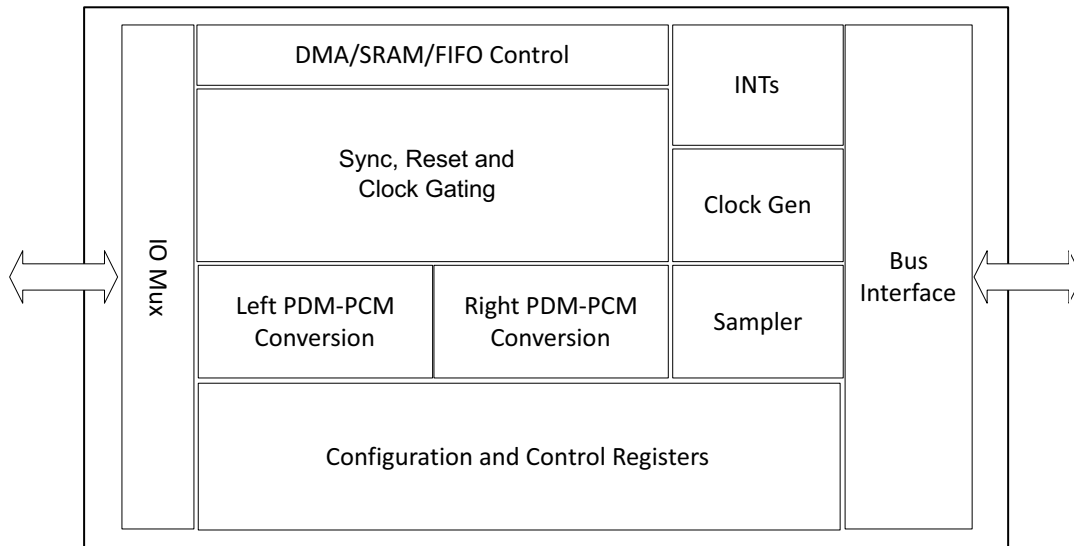 DMA/SRAM/FIFO Control
INTs
Sync, Reset and
Clock Gating
Clock Gen
IO Mux
Bus
Interface
Left PDM-PCM
Conversion
Right PDM-PCM
Conversion
Sampler
Configuration and Control Registers